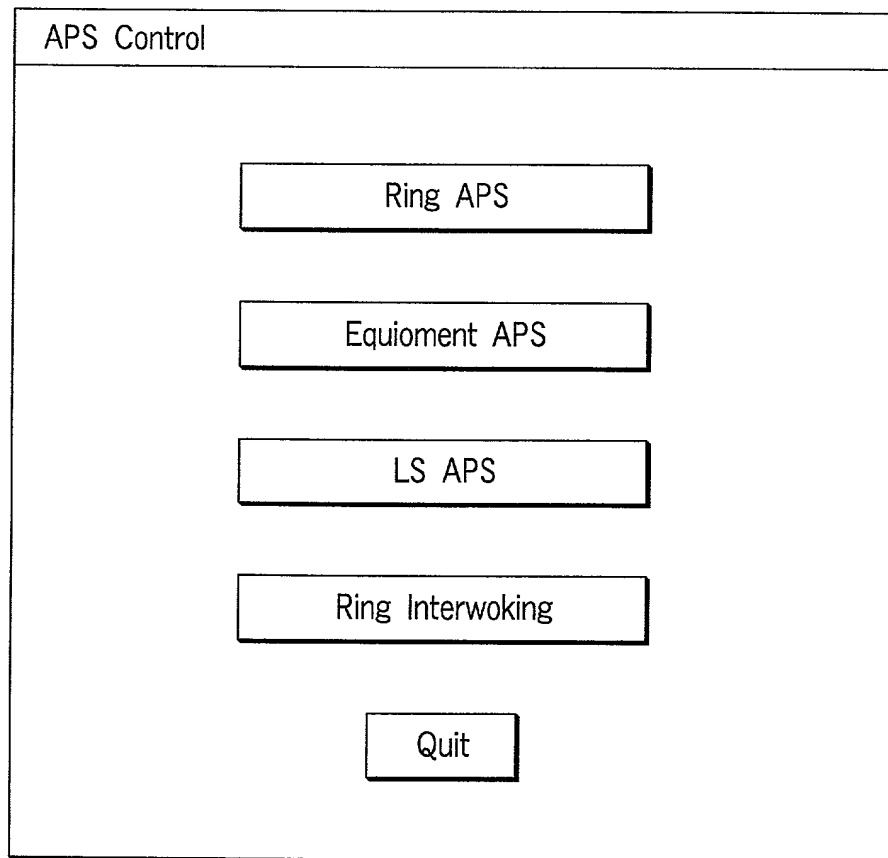 APS Control
Ring APS
Equioment APS
LS APS
Ring Interwoking
Quit